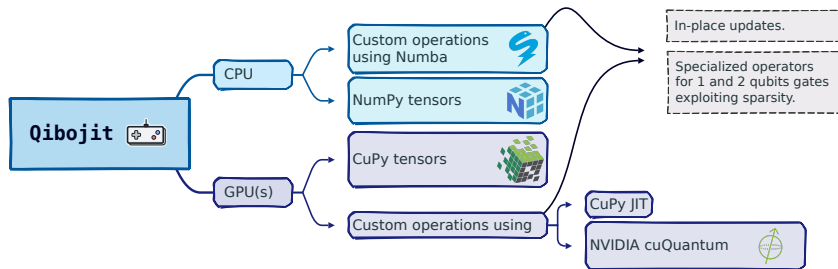 Qibojit
CPU
GPU(s)
Custom operations
using Numba
NumPy tensors
CuPy tensors
Custom operations using
In-place updates.
Specialized operators
for 1 and 2 qubits gates
exploiting sparsity.
CuPy JIT
NVIDIA cuQuantum